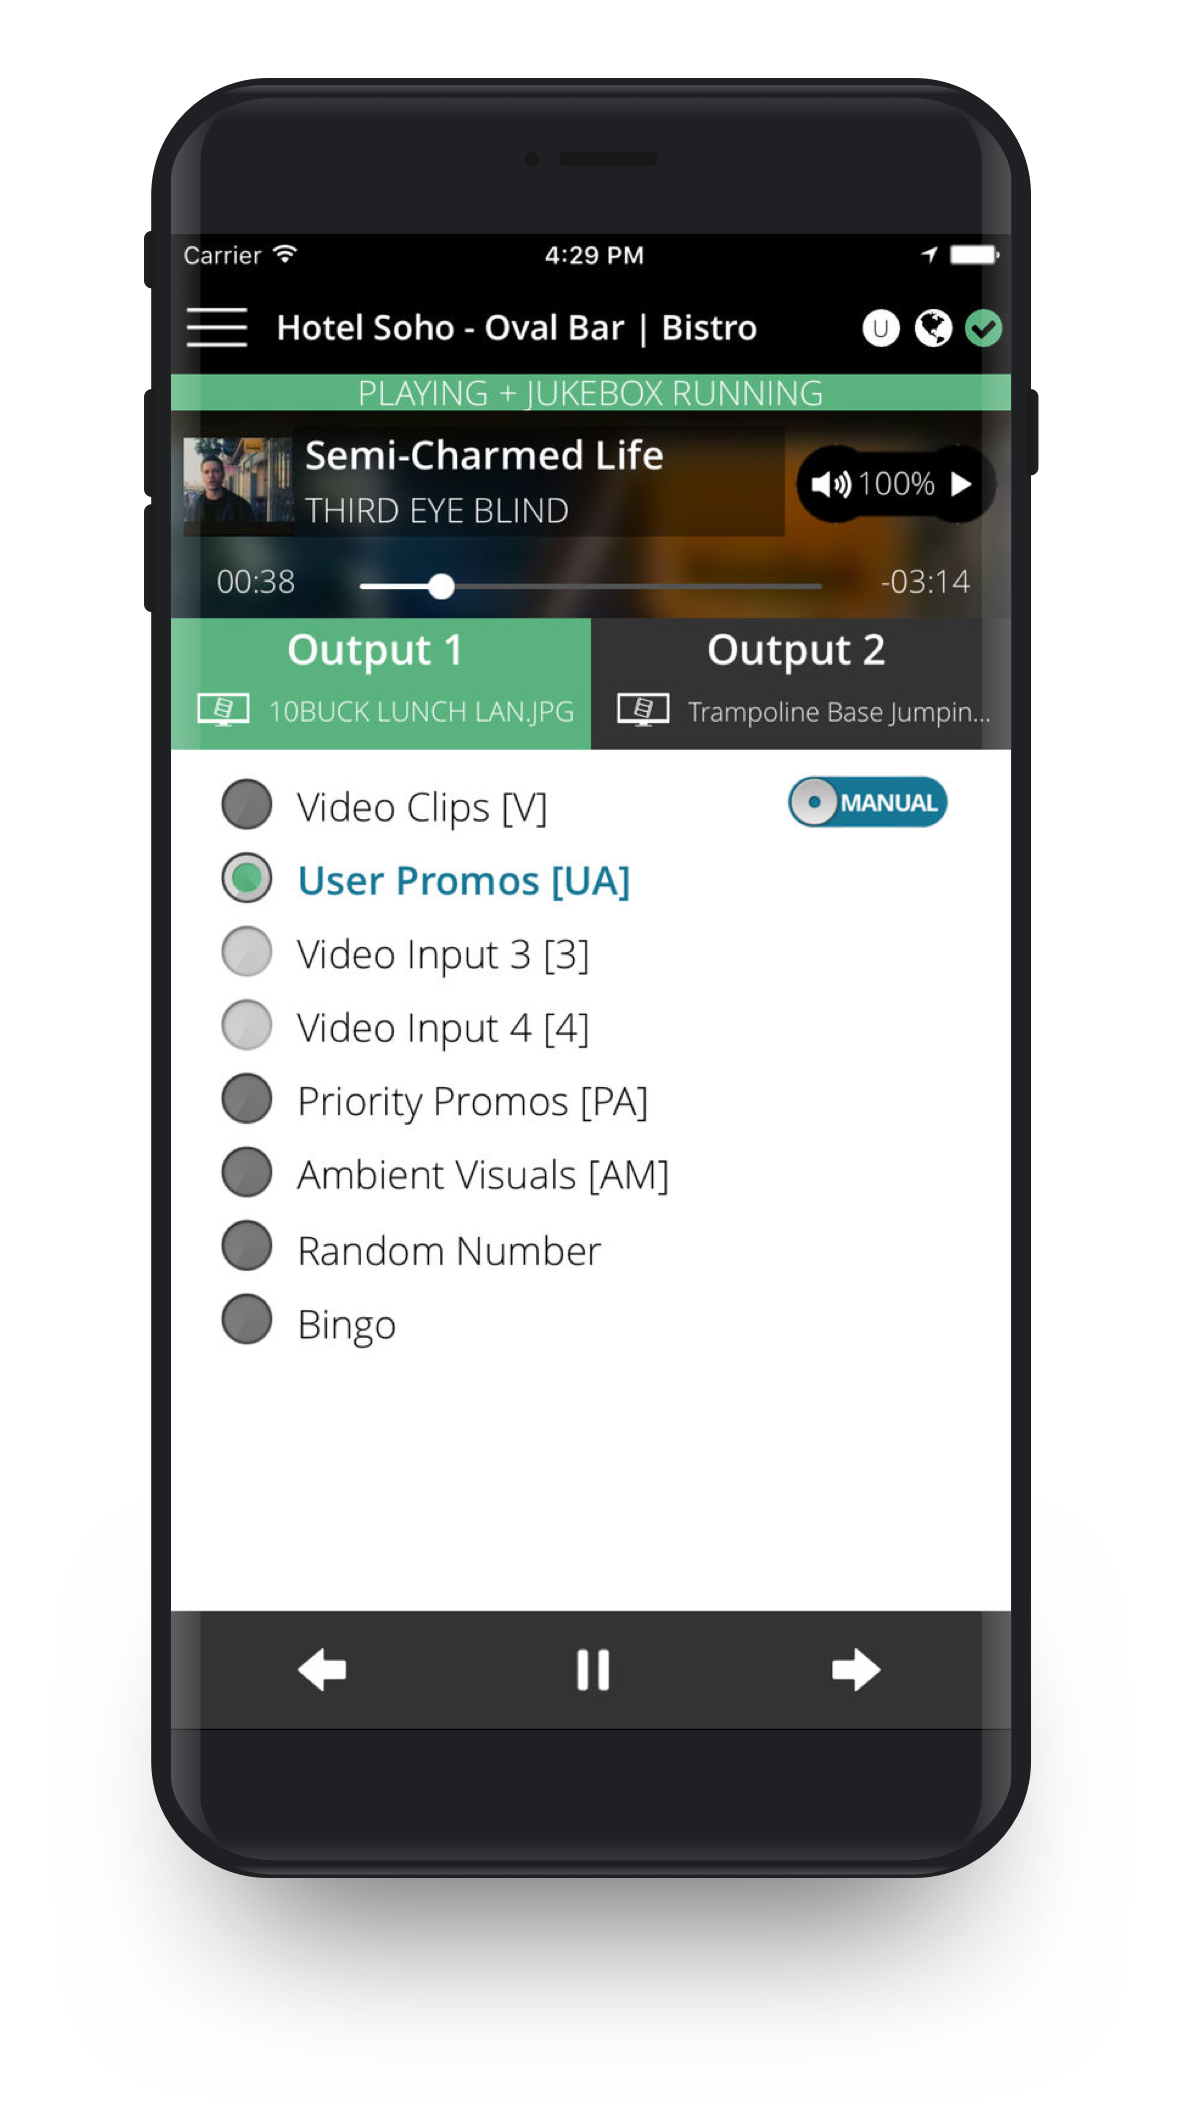 Carrier 4:29 PM
Hotel Soho - Oval Bar | Bistro U
PLAYING + JUKEBOX RUNNING
Semi-Charmed Life
THIRD EYE BLIND
100%
00:38 -03:14
Output 1 Output 2
10BUCK LUNCH LAN.JPG Trampoline Base Jumpin...
Video Clips [V] MANUAL
User Promos [UA]
Video Input 3 [3]
Video Input 4 [4]
Priority Promos [PA]
Ambient Visuals [AM]
Random Number
Bingo